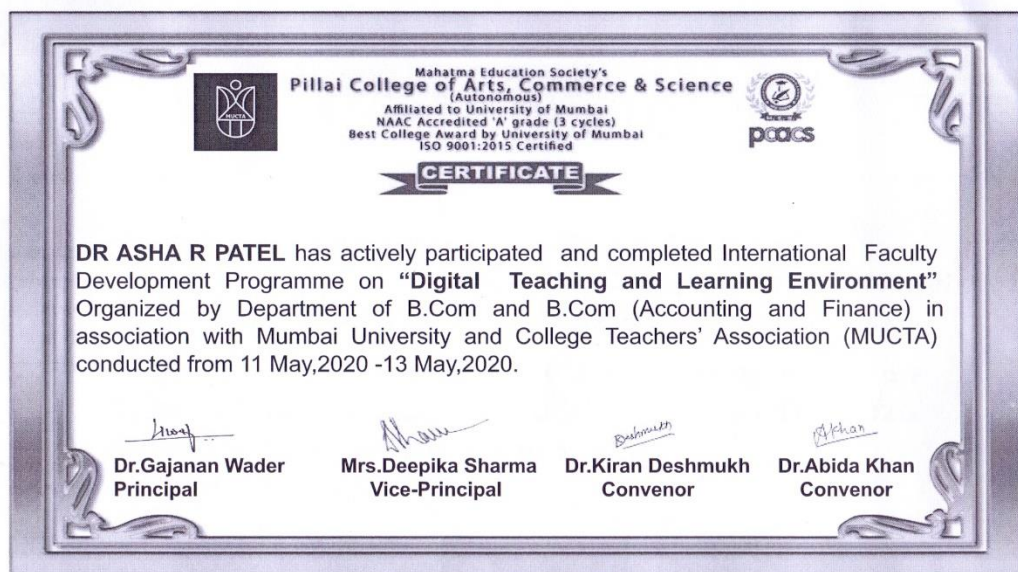 MUCTA
Mahatma Education Society's
Pillai College of Arts, Commerce & Science
(Autonomous)
Affiliated to University of Mumbai
NAAC Accredited 'A' grade (3 cycles)
Best College Award by University of Mumbai
ISO 9001:2015 Certified
pcacs
CERTIFICATE
DR ASHA R PATEL has actively participated and completed International Faculty
Development Programme on “Digital Teaching and Learning Environment”
Organized by Department of B.Com and B.Com (Accounting and Finance) in
association with Mumbai University and College Teachers’ Association (MUCTA)
conducted from 11 May,2020 -13 May,2020.
Deshmukh AKhan
Dr.Gajanan Wader Mrs.Deepika Sharma Dr.Kiran Deshmukh Dr.Abida Khan
Principal Vice-Principal Convenor Convenor